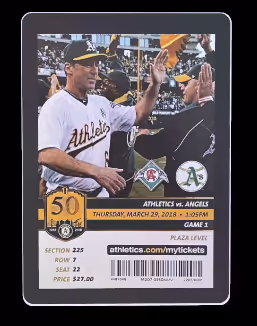 Athletics
50
ATHLETICS vs. ANGELS
THURSDAY, MARCH 29, 2018 • 1:05PM
GAME 1
PLAZA LEVEL
SECTION 225
ROW 7
SEAT 22
PRICE $27.00
athletics.com/mytickets